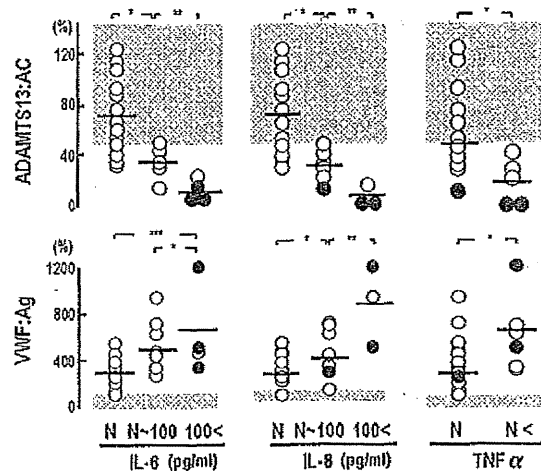 * ** ** ** *
(%)
120
80
40
0
ADAMTS13:AC
*** * * ** *
(%)
1200
800
400
0
VWF:Ag
N N~100 100< N N~100 100< N N <
IL-6 (pg/ml) IL-8 (pg/ml) TNF α